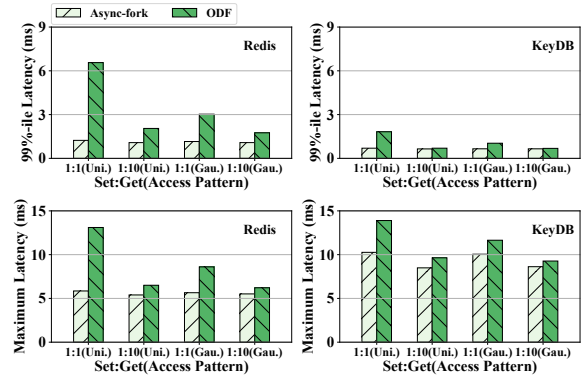 Async-fork ODF
99%-ile Latency (ms)
9
6
3
0
Redis
1:1(Uni.) 1:10(Uni.) 1:1(Gau.) 1:10(Gau.)
Set:Get(Access Pattern)
99%-ile Latency (ms)
9
6
3
0
KeyDB
1:1(Uni.) 1:10(Uni.) 1:1(Gau.) 1:10(Gau.)
Set:Get(Access Pattern)
Maximum Latency (ms)
15
10
5
0
Redis
1:1(Uni.) 1:10(Uni.) 1:1(Gau.) 1:10(Gau.)
Set:Get(Access Pattern)
Maximum Latency (ms)
15
10
5
0
KeyDB
1:1(Uni.) 1:10(Uni.) 1:1(Gau.) 1:10(Gau.)
Set:Get(Access Pattern)